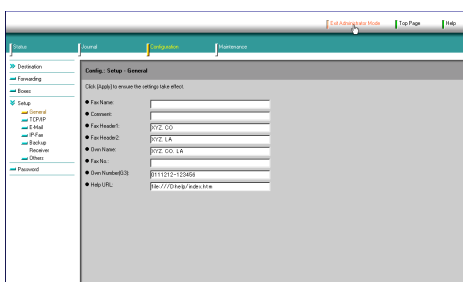 Exit Administrator Mode
Top Page
Help
Status
Journal
Configuration
Maintenance
Destination
Forwarding
Boxes
Setup
General
TCP/IP
E-Mail
IP-Fax
Backup
Receiver
Others
Password
Config.: Setup - General
Click (Apply) to ensure the settings take effect.
Fax Name:
Comment:
Fax Header1: XYZ. CO
Fax Header2: XYZ. LA
Own Name: XYZ. CO. LA
Fax No.:
Own Number(G3) 0111212-123456
Help URL: file:///D:help/index.htm